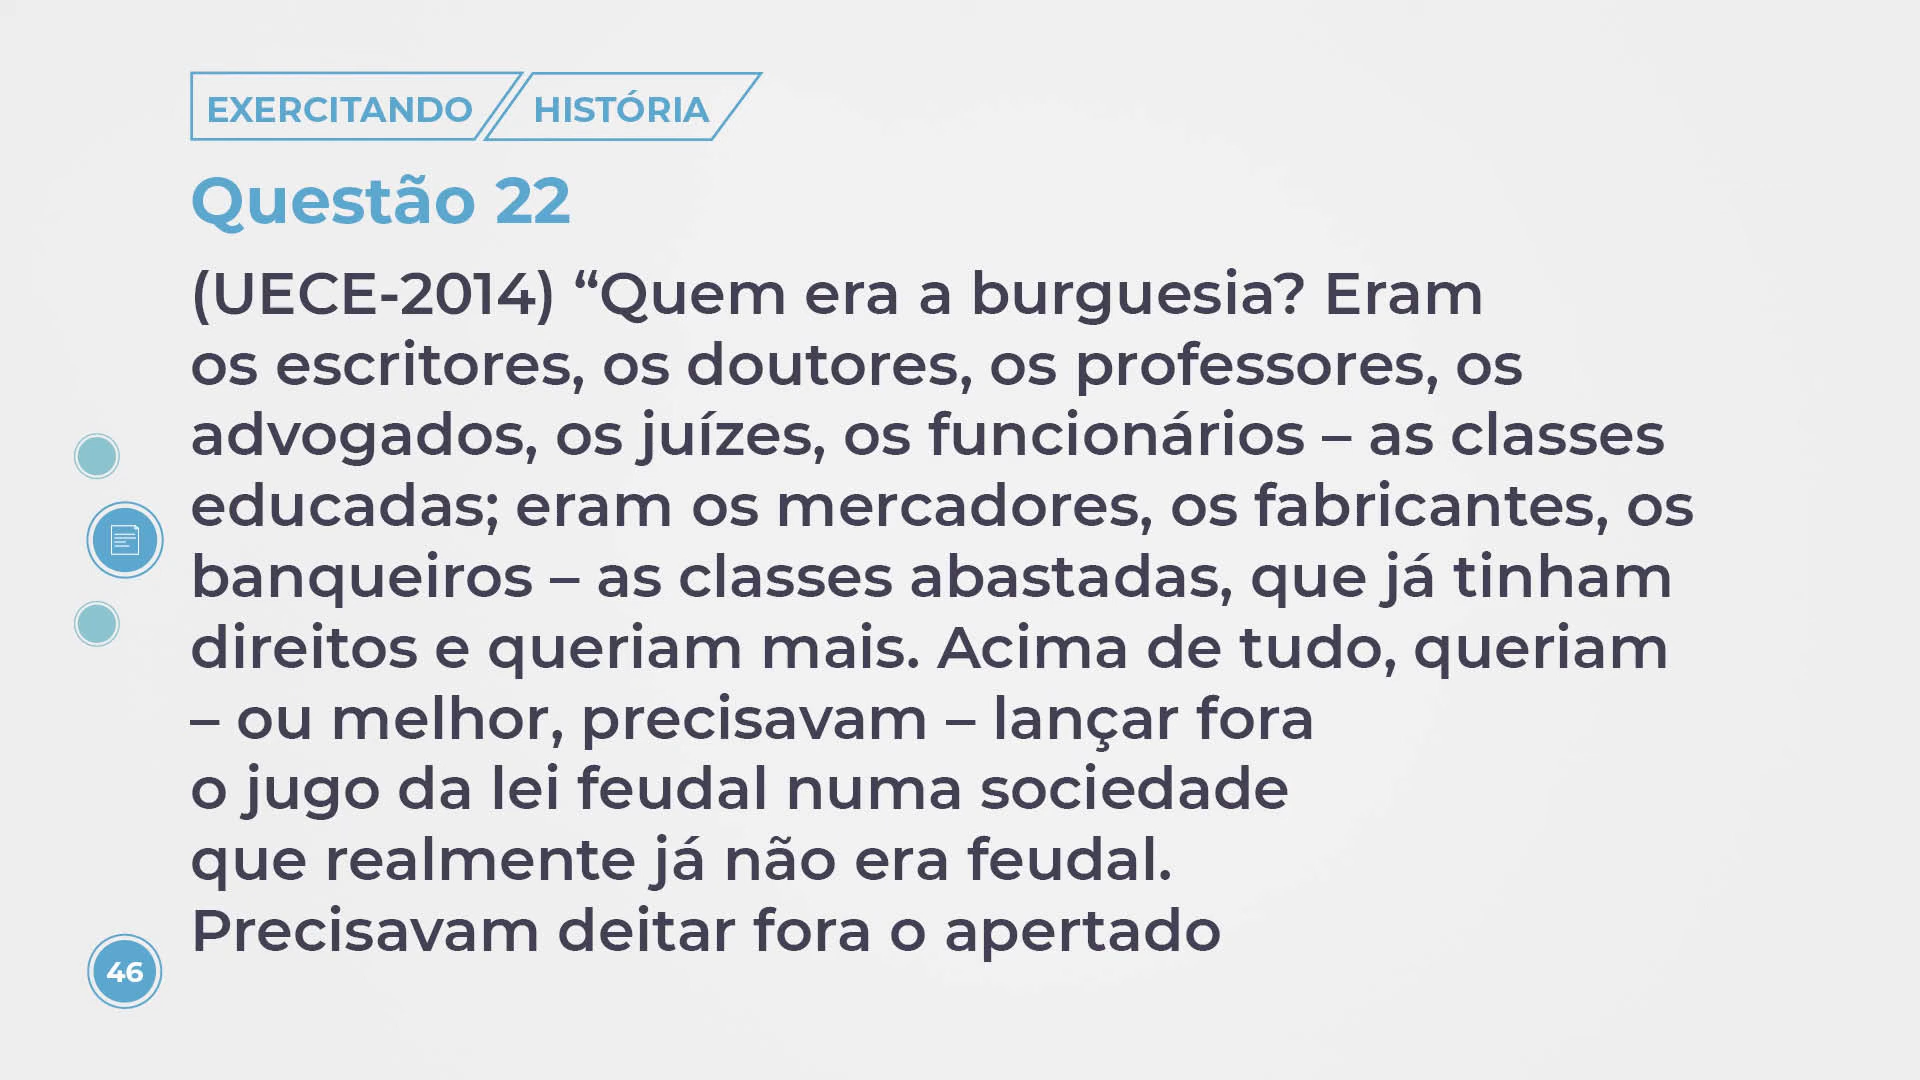 EXERCITANDO HISTÓRIA
Questão 22
(UECE-2014) “Quem era a burguesia? Eram
os escritores, os doutores, os professores, os
advogados, os juízes, os funcionários – as classes
educadas; eram os mercadores, os fabricantes, os
banqueiros – as classes abastadas, que já tinham
direitos e queriam mais. Acima de tudo, queriam
– ou melhor, precisavam – lançar fora
o jugo da lei feudal numa sociedade
que realmente já não era feudal.
Precisavam deitar fora o apertado
46